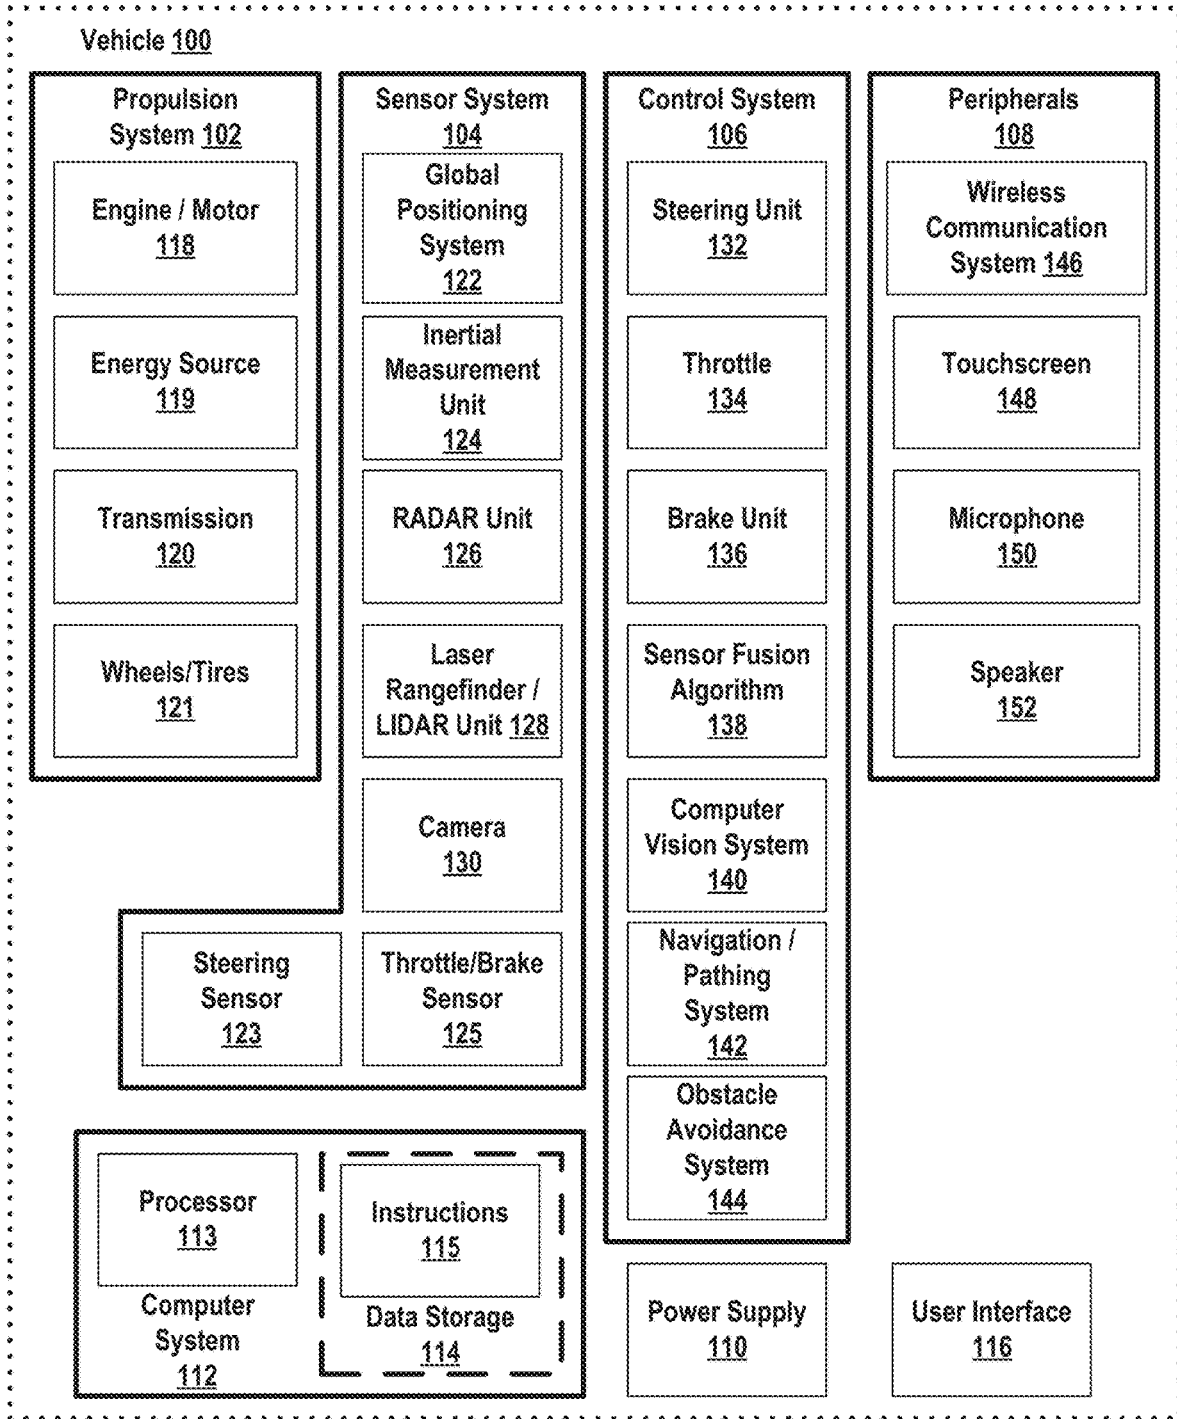 Vehicle 100
Propulsion
System 102
Engine / Motor
118
Energy Source
119
Transmission
120
Wheels/Tires
121
Sensor System
104
Global
Positioning
System
122
Inertial
Measurement
Unit
124
RADAR Unit
126
Laser
Rangefinder /
LIDAR Unit 128
Camera
130
Steering
Sensor
123
Throttle/Brake
Sensor
125
Control System
106
Steering Unit
132
Throttle
134
Brake Unit
136
Sensor Fusion
Algorithm
138
Computer
Vision System
140
Navigation /
Pathing
System
142
Obstacle
Avoidance
System
144
Peripherals
108
Wireless
Communication
System 146
Touchscreen
148
Microphone
150
Speaker
152
Processor
113
Computer
System
112
Instructions
115
Data Storage
114
Power Supply
110
User Interface
116